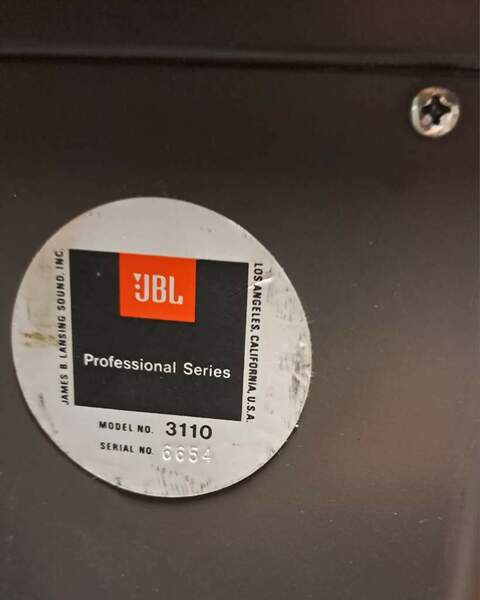 JBL
Professional Series
JAMES B. LANSING SOUND, INC.
LOS ANGELES, CALIFORNIA, U.S.A.
MODEL NO. 3110
SERIAL NO. 6654